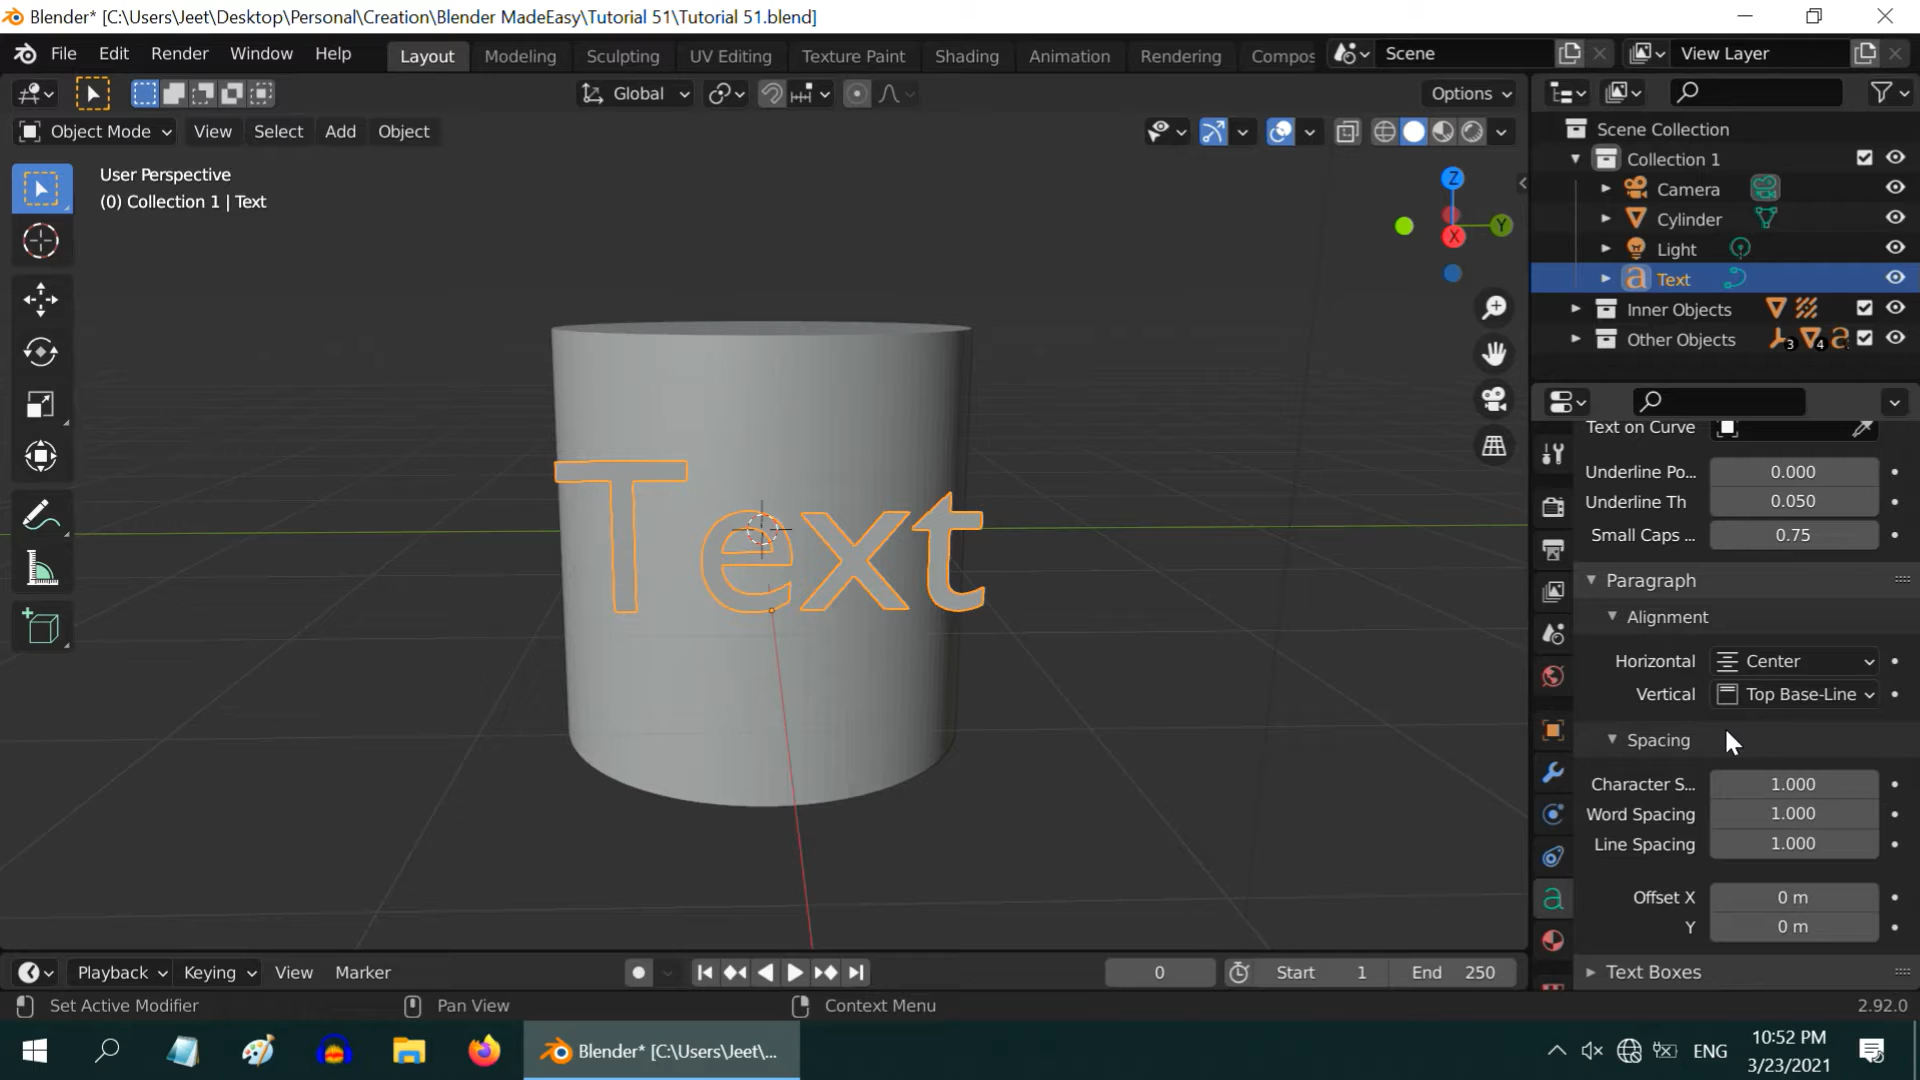 Blender* [C:\Users\Jeet\Desktop\Personal\Creation\Blender MadeEasy\Tutorial 51\Tutorial 51.blend]
File Edit Render Window Help Layout Modeling Sculpting UV Editing Texture Paint Shading Animation Rendering Compos Scene View Layer
Global Options
Object Mode View Select Add Object
User Perspective
(0) Collection 1 | Text
Z
Y
X
Text
Scene Collection
Collection 1
Camera
Cylinder
Light
a Text
Inner Objects
Other Objects 3 4 a
Text on Curve
Underline Po... 0.000
Underline Th 0.050
Small Caps ... 0.75
Paragraph
Alignment
Horizontal Center
Vertical Top Base-Line
Spacing
Character S... 1.000
Word Spacing 1.000
Line Spacing 1.000
a
Offset X 0 m
Y 0 m
Text Boxes
Playback Keying View Marker 0 Start 1 End 250
Set Active Modifier Pan View Context Menu 2.92.0
Blender* [C:\Users\Jeet\... ENG 10:52 PM
3/23/2021